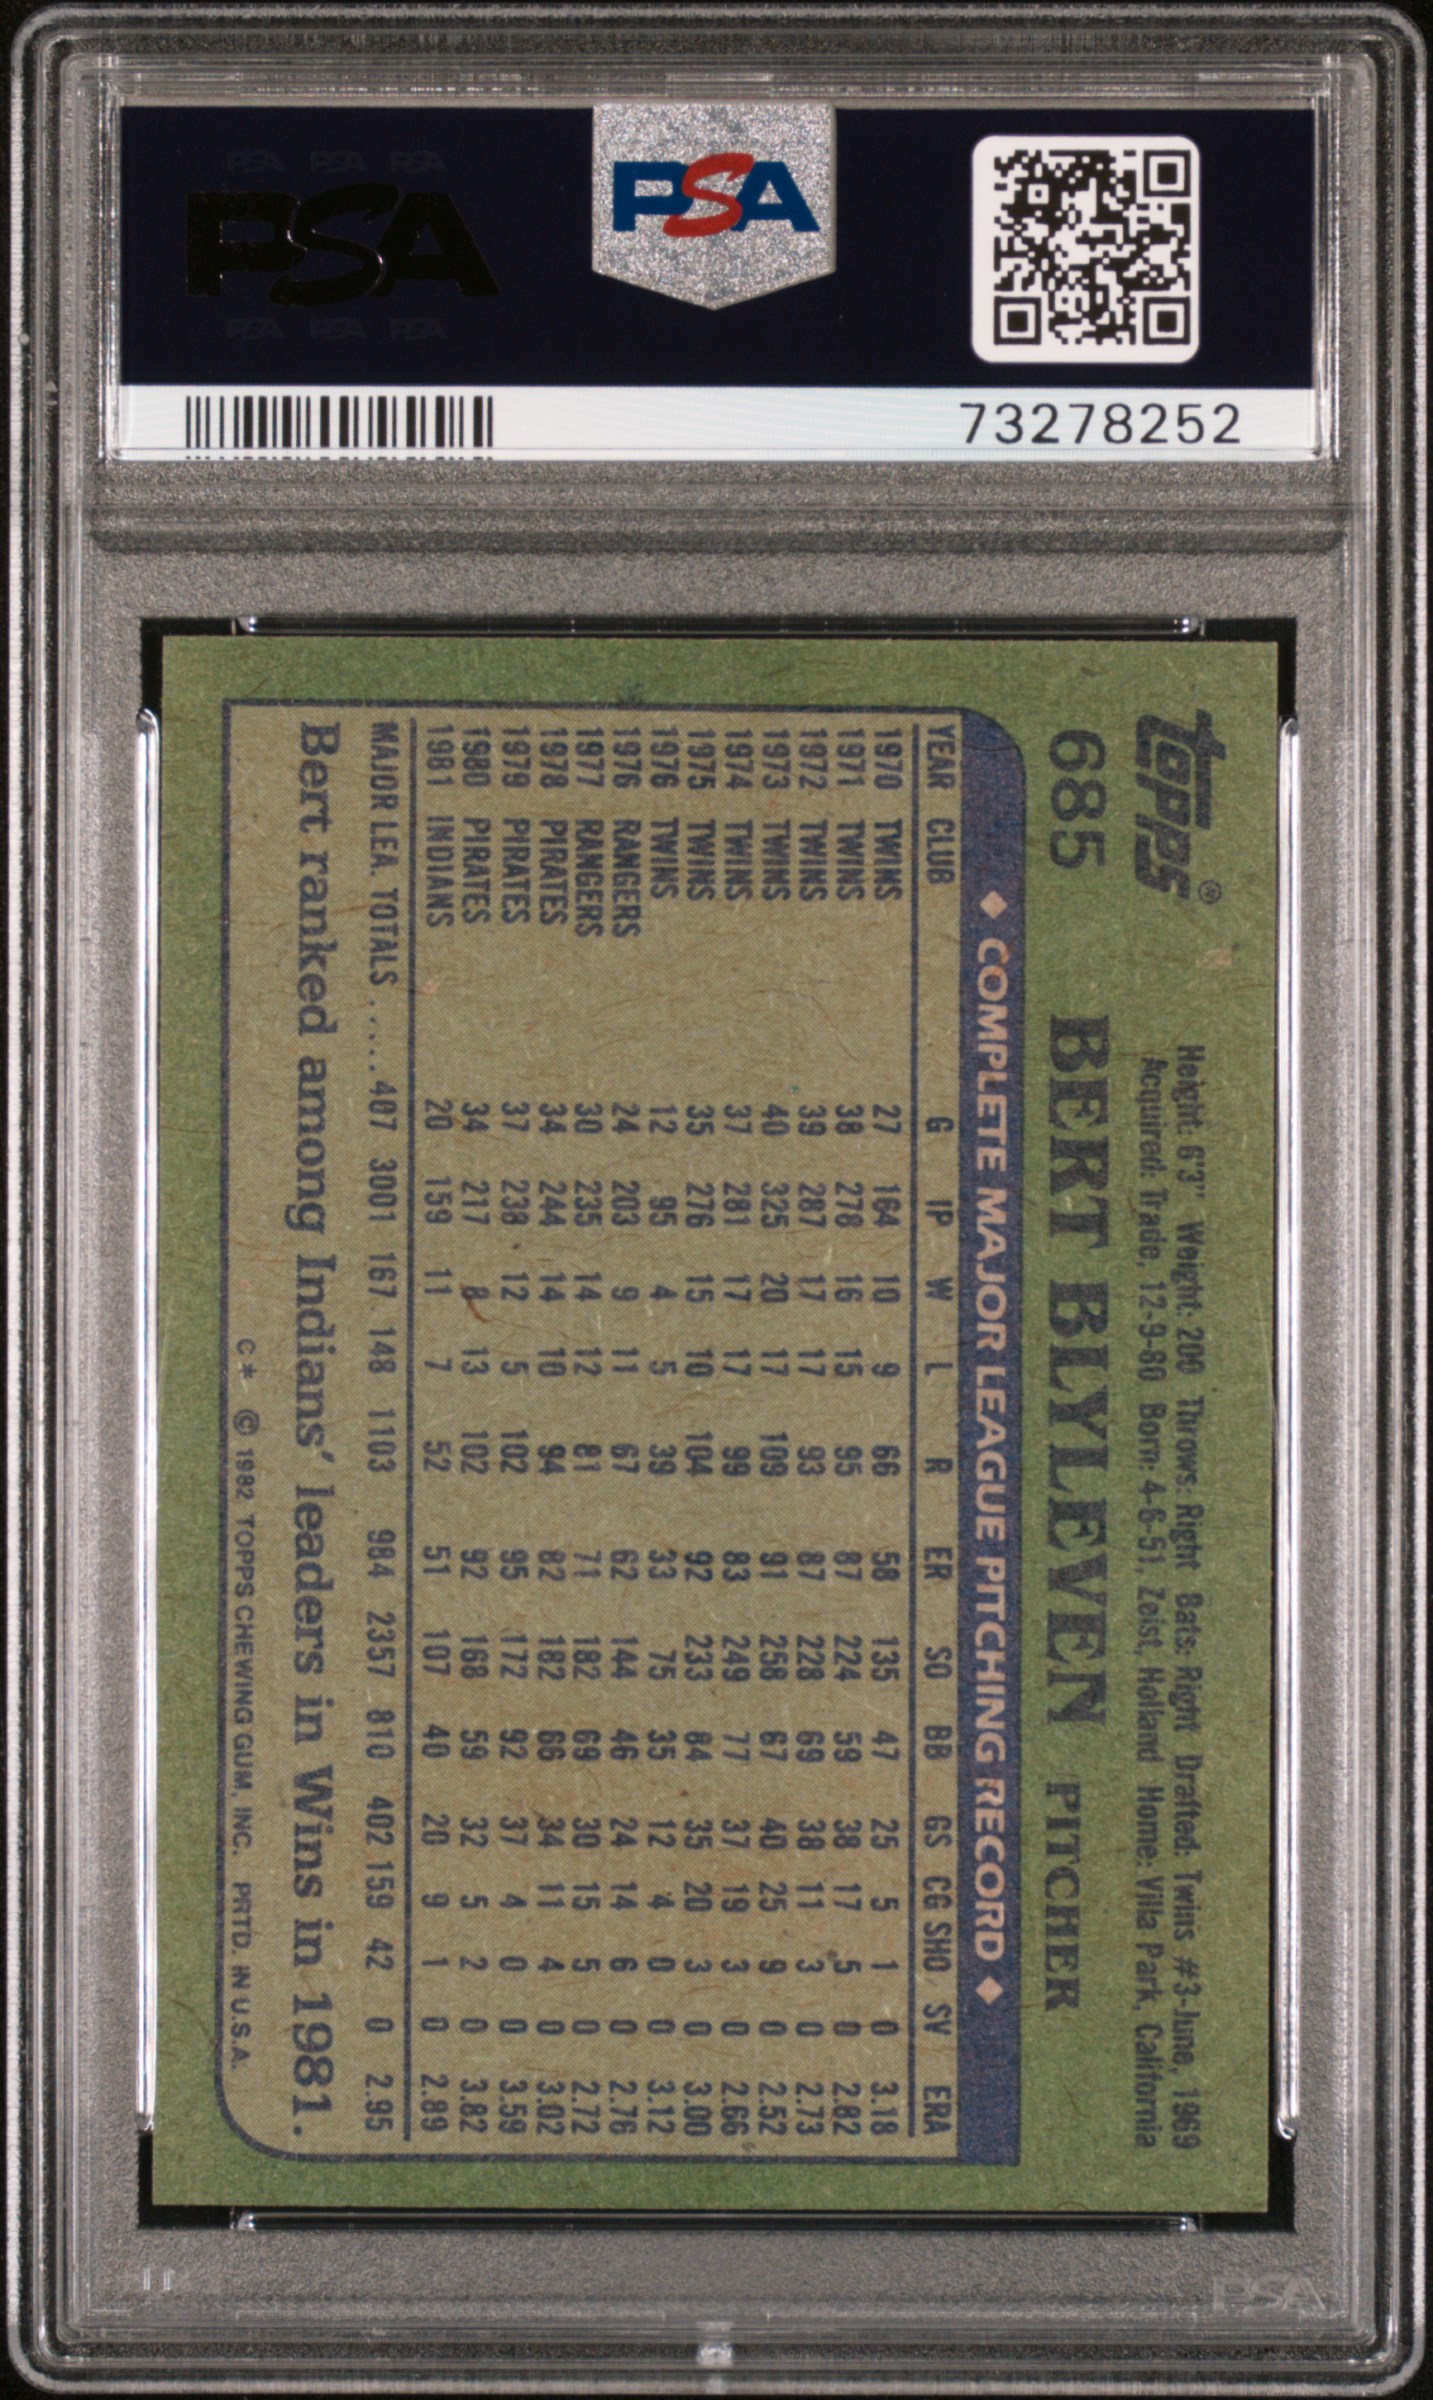 PSA PSA PSA
PSA
PSA PSA PSA
PSA
73278252
Topps®
Height: 6'3" Weight: 200 Throws: Right Bats: Right Drafted: Twins #3-June, 1969
Acquired: Trade, 12-9-80 Born: 4-6-51, Zeist, Holland Home: Villa Park, California
685 BERT BLYLEVEN PITCHER
◆ COMPLETE MAJOR LEAGUE PITCHING RECORD ◆
YEAR CLUB G IP W L R ER SO BB GS CG SHO SV ERA
1970 TWINS 27 164 10 9 66 58 135 47 25 5 1 0 3.18
1971 TWINS 38 278 16 15 95 87 224 59 38 17 5 0 2.82
1972 TWINS 39 287 17 17 93 87 228 69 38 11 3 0 2.73
1973 TWINS 40 325 20 17 109 91 258 67 40 25 9 0 2.52
1974 TWINS 37 281 17 17 99 83 249 77 37 19 3 0 2.66
1975 TWINS 35 276 15 10 104 92 233 84 35 20 3 0 3.00
1976 TWINS 12 95 4 5 39 33 75 35 12 4 0 0 3.12
1976 RANGERS 24 203 9 11 67 62 144 46 24 14 6 0 2.76
1977 RANGERS 30 235 14 12 81 71 182 69 30 15 5 0 2.72
1978 PIRATES 34 244 14 10 94 82 182 66 34 11 4 0 3.02
1979 PIRATES 37 238 12 5 102 95 172 92 37 4 0 0 3.59
1980 PIRATES 34 217 8 13 102 92 168 59 32 5 2 0 3.82
1981 INDIANS 20 159 11 7 52 51 107 40 20 9 1 0 2.89
MAJOR LEA. TOTALS ..... 407 3001 167 148 1103 984 2357 810 402 159 42 0 2.95
Bert ranked among Indians' leaders in Wins in 1981.
C* © 1982 TOPPS CHEWING GUM, INC. PRTD. IN U.S.A.
PSA